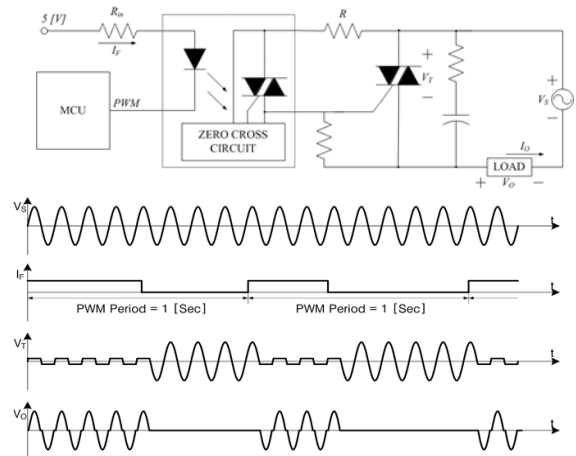 5 [V]
R_in
I_F
MCU
PWM
ZERO CROSS
CIRCUIT
R
+
V_T
−
+
V_S
−
I_O
LOAD
+ V_O −
V_S
t
I_F
t
PWM Period = 1 [Sec]
PWM Period = 1 [Sec]
V_T
t
V_O
t